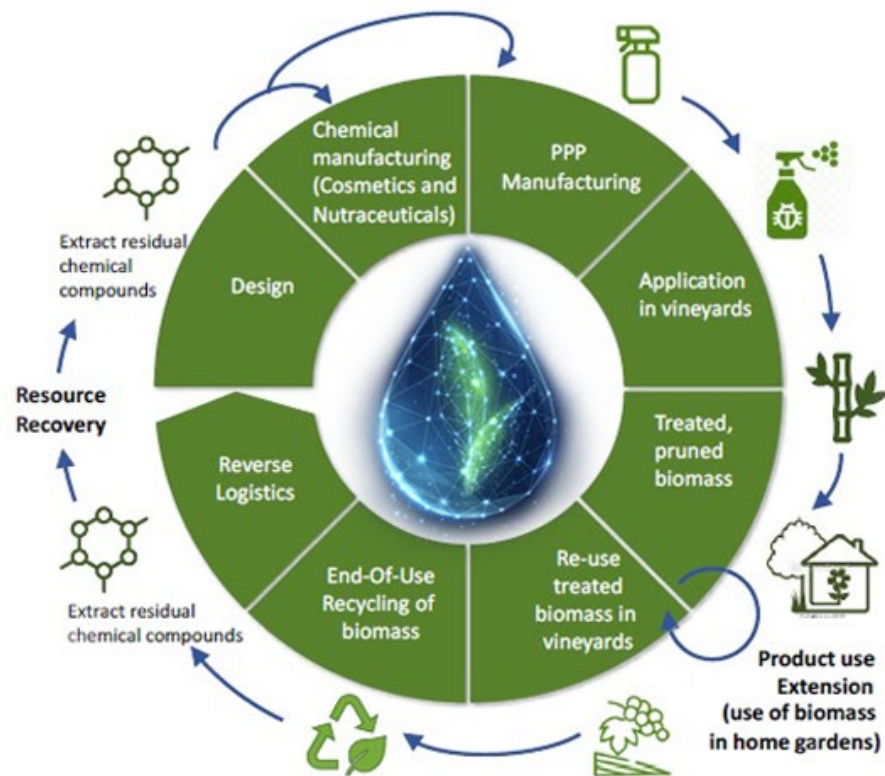 Chemical
manufacturing
(Cosmetics and
Nutraceuticals)
PPP
Manufacturing
Application
in vineyards
Treated,
pruned
biomass
Product use
Extension
(use of biomass
in home gardens)
Re-use
treated
biomass in
vineyards
End-Of-Use
Recycling of
biomass
Reverse
Logistics
Extract residual
chemical compounds
Resource
Recovery
Extract residual
chemical
compounds
Design